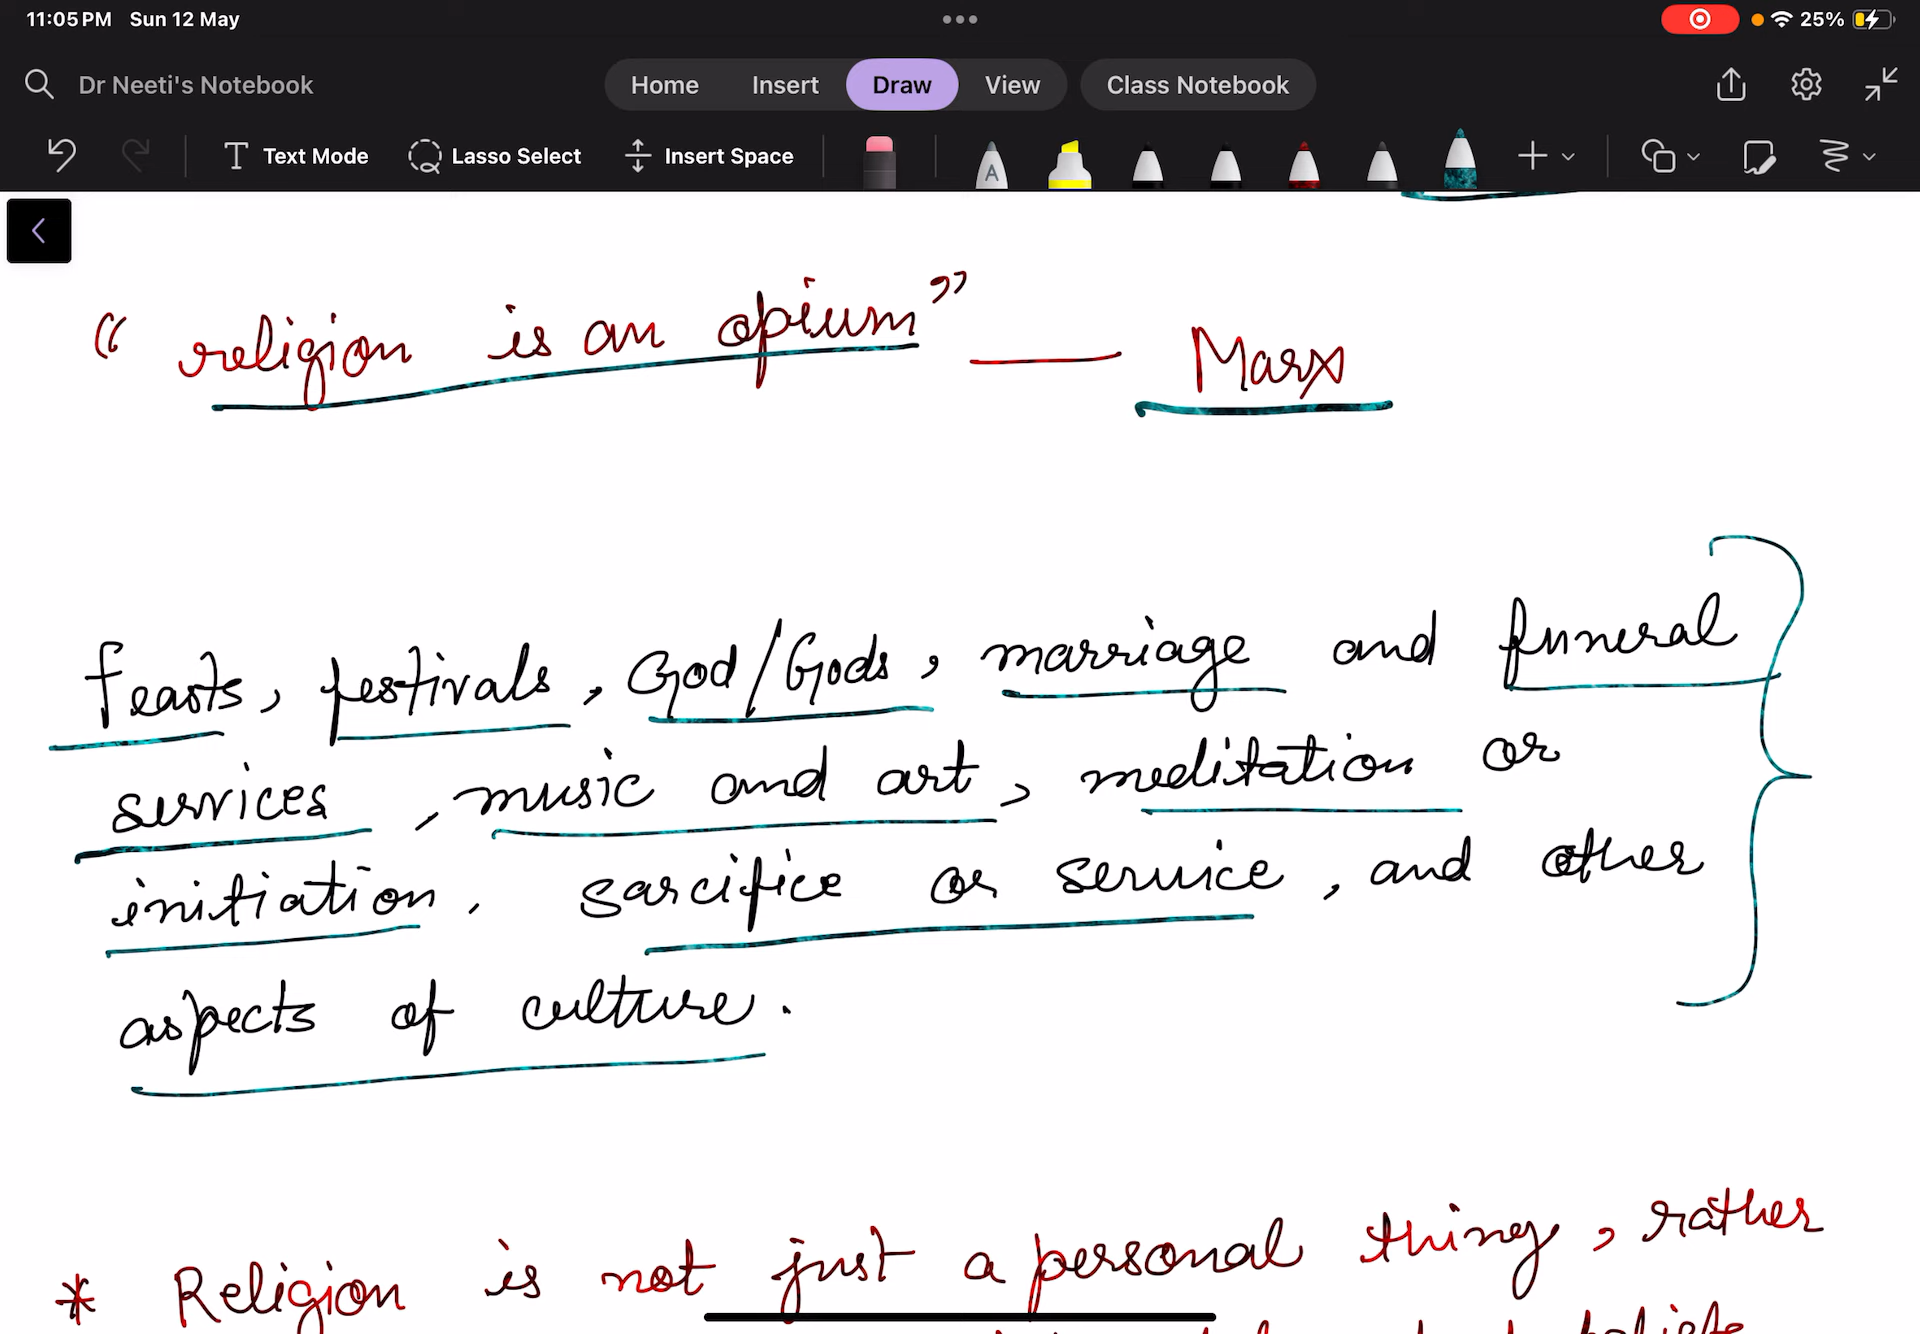 11:05 PM Sun 12 May
25%
Dr Neeti's Notebook
Home Insert Draw View Class Notebook
Text Mode Lasso Select Insert Space
A
“ religion is an opium ” — Marx
feasts, festivals, God/Gods, marriage and funeral
services, music and art, meditation or
initiation, sarcifice or service, and other
aspects of culture.
* Religion is not just a personal thing, rather
beliefs